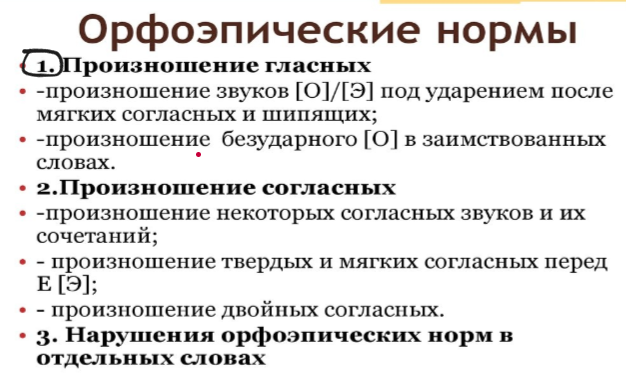 Орфоэпические нормы
• 1. Произношение гласных
• -произношение звуков [О]/[Э] под ударением после
мягких согласных и шипящих;
• -произношение безударного [О] в заимствованных
словах.
• 2.Произношение согласных
• -произношение некоторых согласных звуков и их
сочетаний;
• - произношение твердых и мягких согласных перед
Е [Э];
• - произношение двойных согласных.
• 3. Нарушения орфоэпических норм в
отдельных словах